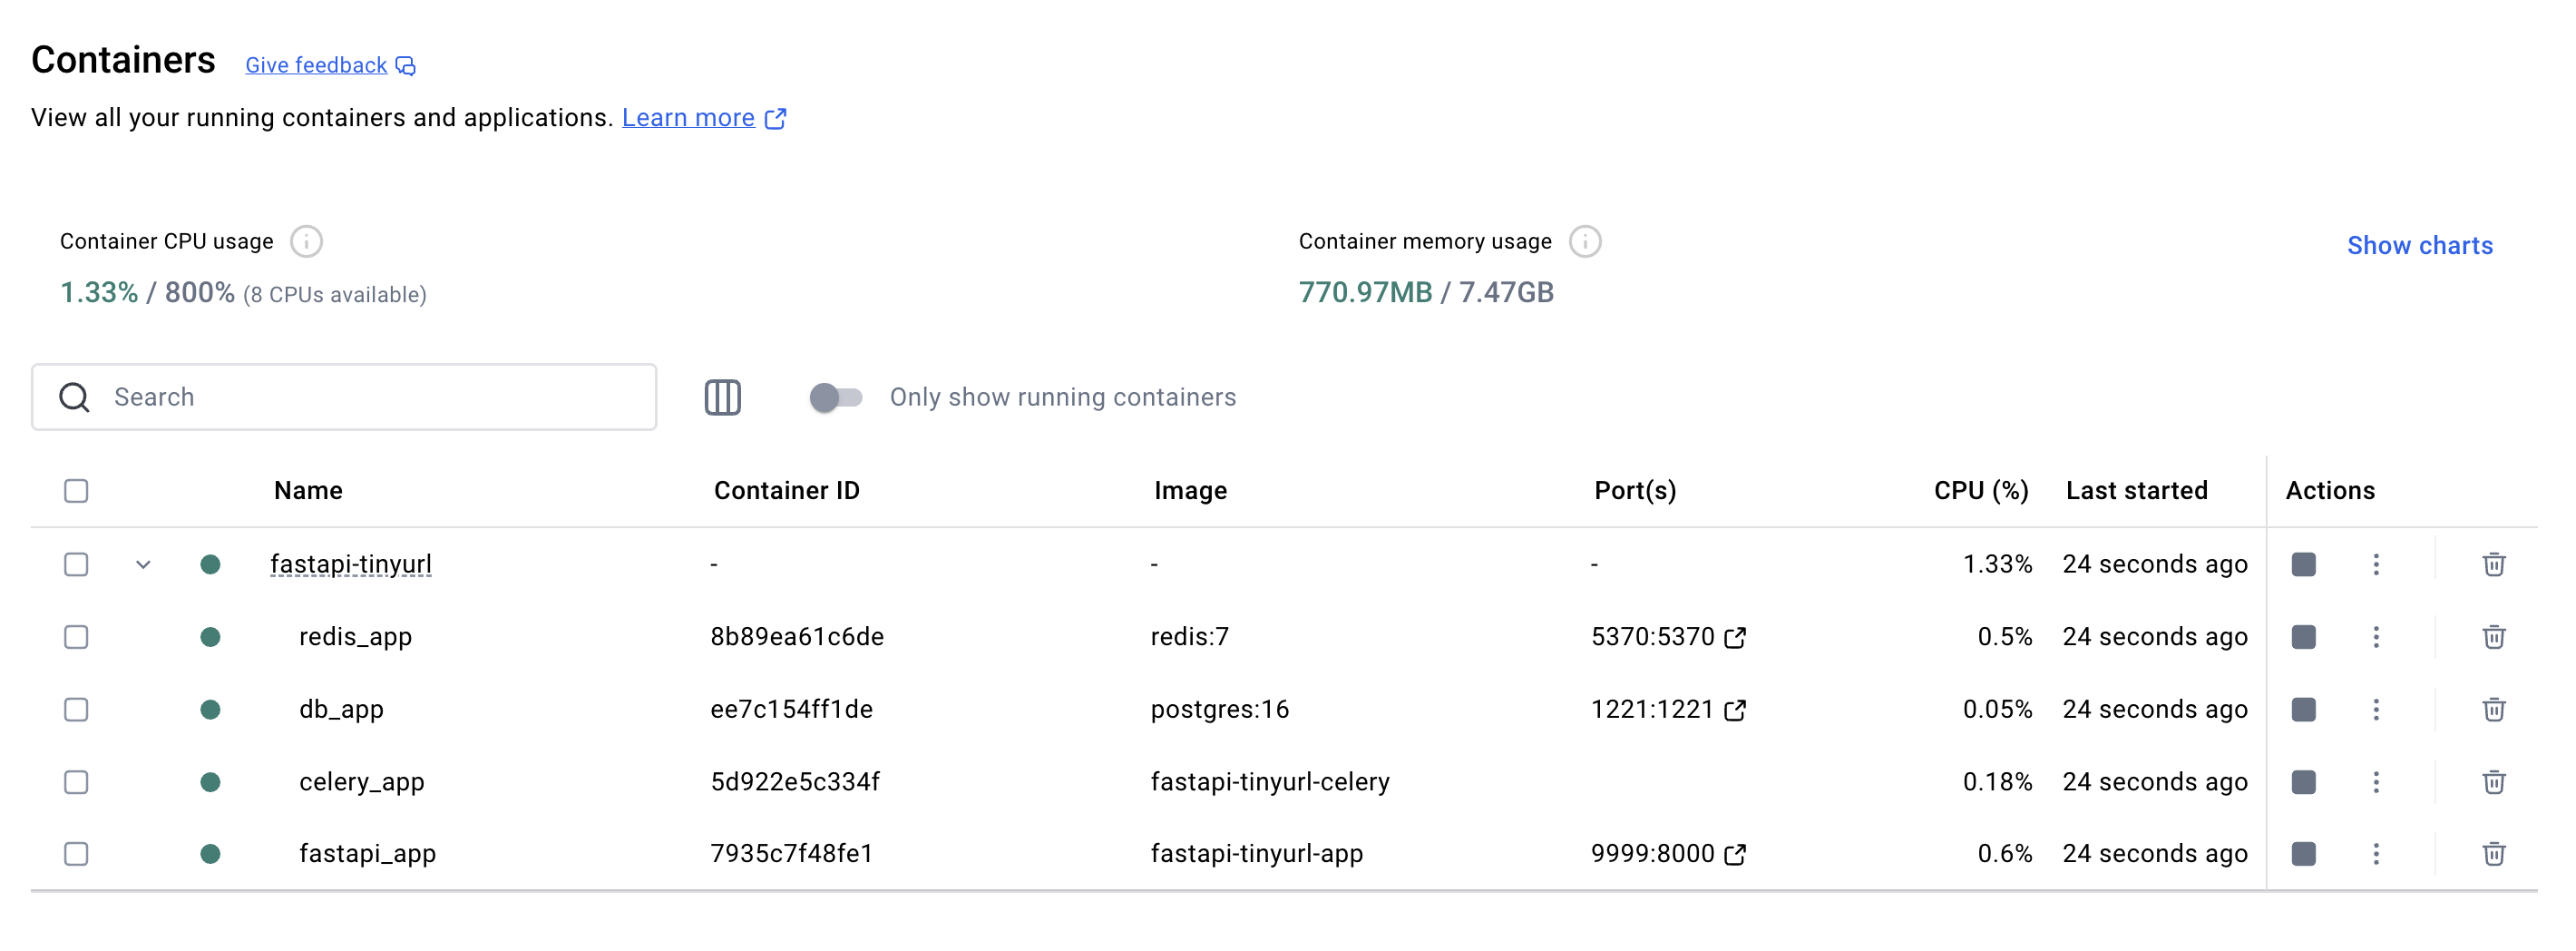 Containers Give feedback
View all your running containers and applications. Learn more
Container CPU usage
1.33% / 800% (8 CPUs available)
Container memory usage
770.97MB / 7.47GB
Show charts
Search
Only show running containers
Name Container ID Image Port(s) CPU (%) Last started Actions
fastapi-tinyurl - - - 1.33% 24 seconds ago
redis_app 8b89ea61c6de redis:7 5370:5370 0.5% 24 seconds ago
db_app ee7c154ff1de postgres:16 1221:1221 0.05% 24 seconds ago
celery_app 5d922e5c334f fastapi-tinyurl-celery 0.18% 24 seconds ago
fastapi_app 7935c7f48fe1 fastapi-tinyurl-app 9999:8000 0.6% 24 seconds ago